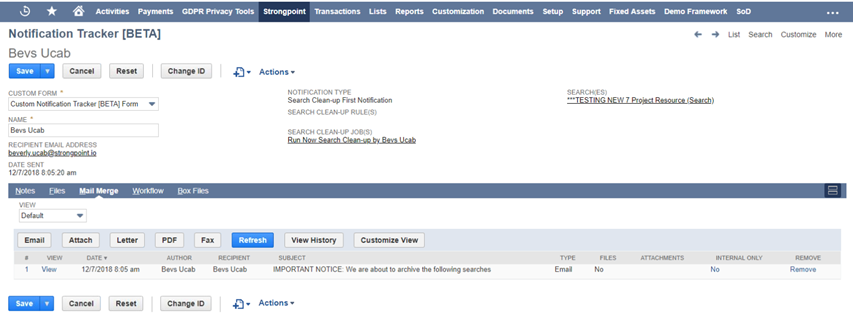 Activities Payments GDPR Privacy Tools Strongpoint Transactions Lists Reports Customization Documents Setup Support Fixed Assets Demo Framework SoD ...
Notification Tracker [BETA]
List Search Customize More
Bevs Ucab
Save Cancel Reset Change ID Actions
CUSTOM FORM *
Custom Notification Tracker [BETA] Form
NAME *
Bevs Ucab
RECIPIENT EMAIL ADDRESS
beverly.ucab@strongpoint.io
DATE SENT
12/7/2018 8:05:20 am
NOTIFICATION TYPE
Search Clean-up First Notification
SEARCH CLEAN-UP RULE(S)
SEARCH CLEAN-UP JOB(S)
Run Now Search Clean-up by Bevs Ucab
SEARCH(ES)
***TESTING NEW 7 Project Resource (Search)
Notes Files Mail Merge Workflow Box Files
VIEW
Default
Email Attach Letter PDF Fax Refresh View History Customize View
# VIEW DATE AUTHOR RECIPIENT SUBJECT TYPE FILES ATTACHMENTS INTERNAL ONLY REMOVE
1 View 12/7/2018 8:05 am Bevs Ucab Bevs Ucab IMPORTANT NOTICE: We are about to archive the following searches Email No No Remove
Save Cancel Reset Change ID Actions